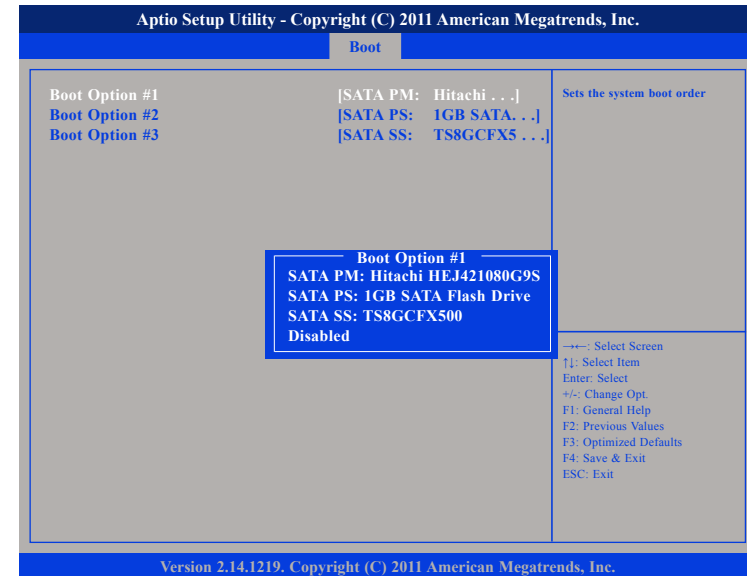 Aptio Setup Utility - Copyright (C) 2011 American Megatrends, Inc.
Boot
Boot Option #1 [SATA PM: Hitachi . . .]
Boot Option #2 [SATA PS: 1GB SATA. . .]
Boot Option #3 [SATA SS: TS8GCFX5 . . .]
Sets the system boot order
Boot Option #1
SATA PM: Hitachi HEJ421080G9S
SATA PS: 1GB SATA Flash Drive
SATA SS: TS8GCFX500
Disabled
→←: Select Screen
↑↓: Select Item
Enter: Select
+/-: Change Opt.
F1: General Help
F2: Previous Values
F3: Optimized Defaults
F4: Save & Exit
ESC: Exit
Version 2.14.1219. Copyright (C) 2011 American Megatrends, Inc.